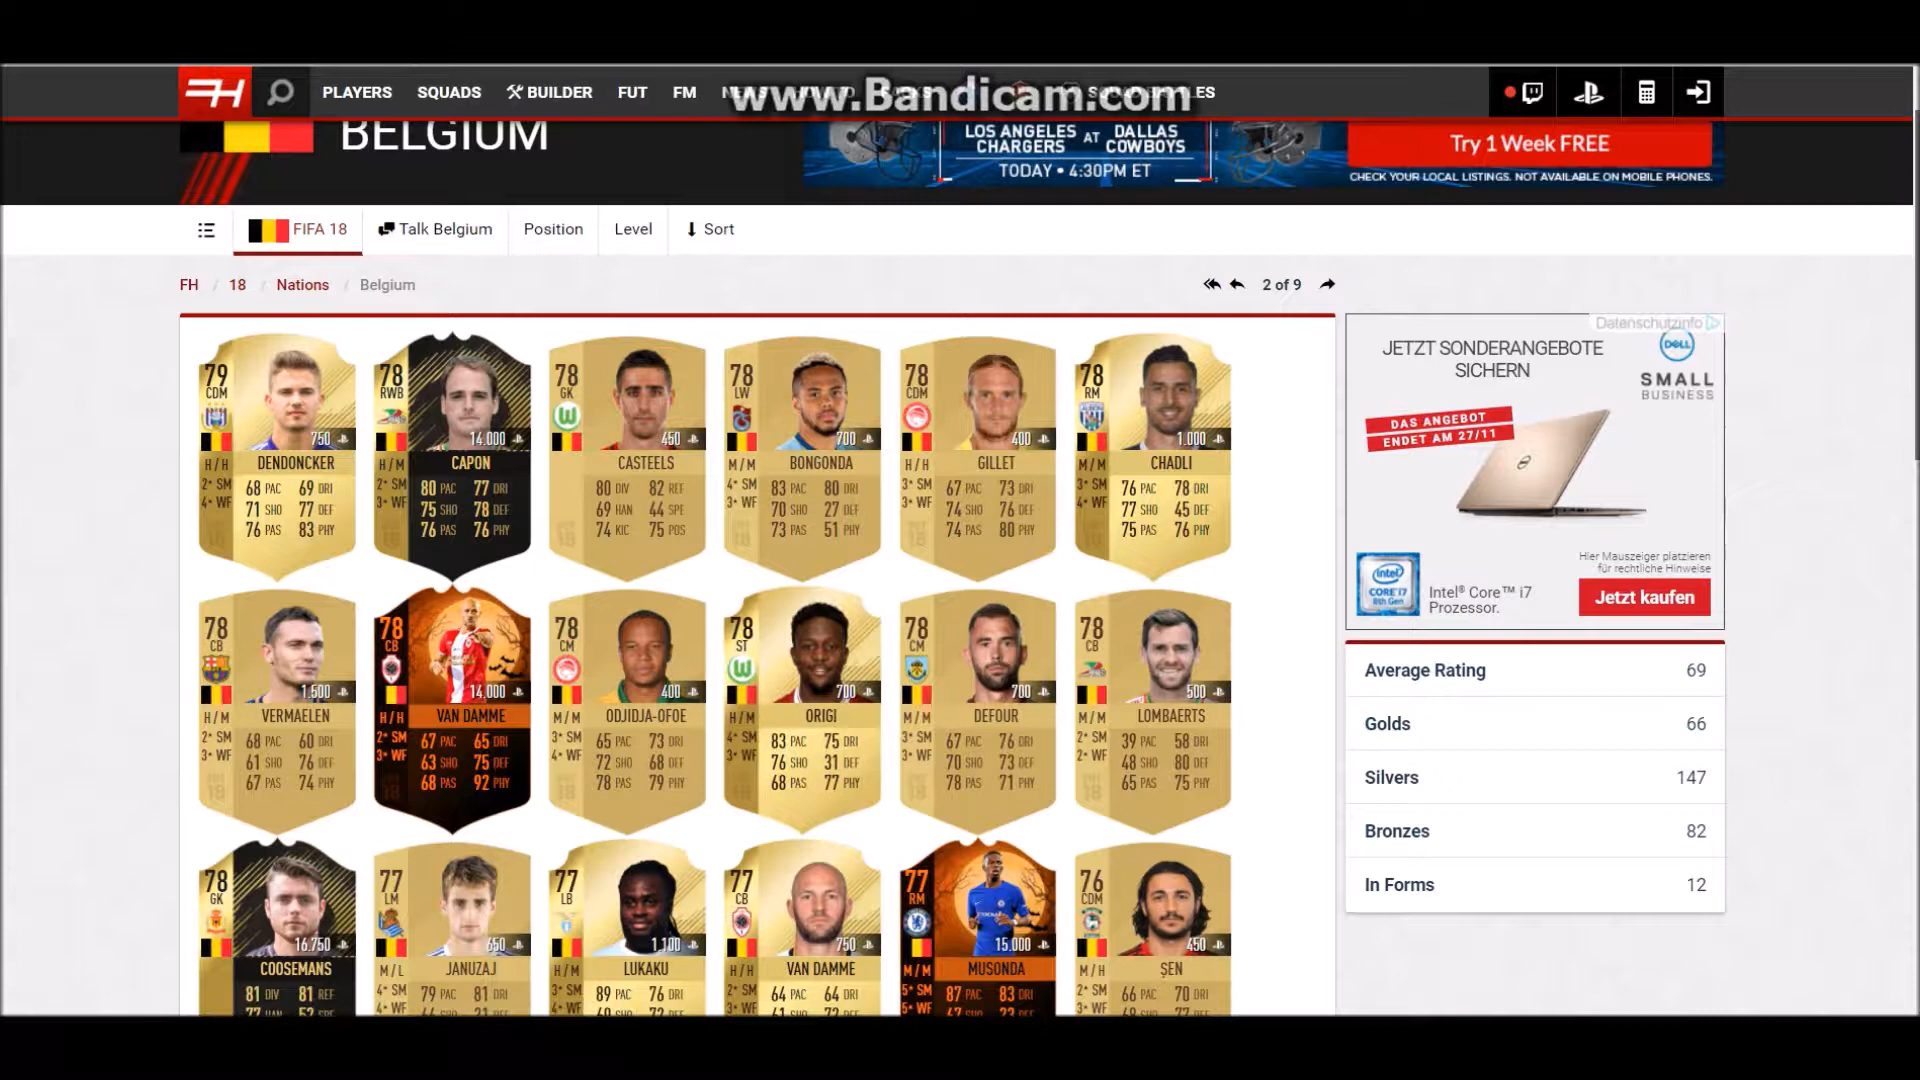 www.Bandicam.com
FH PLAYERS SQUADS BUILDER FUT FM
BELGIUM
LOS ANGELES CHARGERS AT DALLAS COWBOYS
TODAY • 4:30PM ET
Try 1 Week FREE
CHECK YOUR LOCAL LISTINGS. NOT AVAILABLE ON MOBILE PHONES.
FIFA 18 Talk Belgium Position Level Sort
FH / 18 / Nations / Belgium
2 of 9
79 CDM 750 DENDONCKER
H/H 2* SM 4* WF
68 PAC 69 DRI
71 SHO 77 DEF
76 PAS 83 PHY
78 RWB 14.000 CAPON
H/M 2* SM 3* WF
80 PAC 77 DRI
75 SHO 78 DEF
76 PAS 76 PHY
78 GK 450 CASTEELS
80 DIV 82 REF
69 HAN 44 SPE
74 KIC 75 POS
78 LW 700 BONGONDA
M/M 4* SM 3* WF
83 PAC 80 DRI
70 SHO 27 DEF
73 PAS 51 PHY
78 CDM 400 GILLET
H/H 3* SM 3* WF
67 PAC 73 DRI
74 SHO 76 DEF
74 PAS 80 PHY
78 RM 1.000 CHADLI
M/M 3* SM 4* WF
76 PAC 78 DRI
77 SHO 45 DEF
75 PAS 76 PHY
78 CB 1.500 VERMAELEN
H/M 2* SM 3* WF
68 PAC 60 DRI
61 SHO 76 DEF
67 PAS 74 PHY
78 CB 14.000 VAN DAMME
H/H 2* SM 3* WF
67 PAC 65 DRI
63 SHO 75 DEF
68 PAS 92 PHY
78 CM 400 ODJIDJA-OFOE
M/M 3* SM 4* WF
65 PAC 73 DRI
72 SHO 68 DEF
78 PAS 79 PHY
78 ST 700 ORIGI
H/M 4* SM 3* WF
83 PAC 75 DRI
76 SHO 31 DEF
68 PAS 77 PHY
78 CM 700 DEFOUR
M/M 3* SM 3* WF
67 PAC 76 DRI
70 SHO 73 DEF
78 PAS 71 PHY
78 CB 500 LOMBAERTS
M/M 2* SM 2* WF
39 PAC 58 DRI
48 SHO 80 DEF
65 PAS 75 PHY
78 GK 16.750 COOSEMANS
81 DIV 81 REF
77 LM 650 JANUZAJ
M/L 4* SM 4* WF
79 PAC 81 DRI
77 LB 1.100 LUKAKU
H/M 3* SM 4* WF
89 PAC 76 DRI
77 CB 750 VAN DAMME
H/H 2* SM 3* WF
64 PAC 64 DRI
77 RM 15.000 MUSONDA
M/M 5* SM 5* WF
87 PAC 83 DRI
76 CDM 450 ŞEN
M/H 2* SM 3* WF
66 PAC 70 DRI
Datenschutzinfo
JETZT SONDERANGEBOTE
SICHERN
DELL
SMALL
BUSINESS
DAS ANGEBOT
ENDET AM 27/11
Hier Mauszeiger platzieren
für rechtliche Hinweise
intel CORE i7 8th Gen
Intel® Core™ i7
Prozessor.
Jetzt kaufen
Average Rating 69
Golds 66
Silvers 147
Bronzes 82
In Forms 12